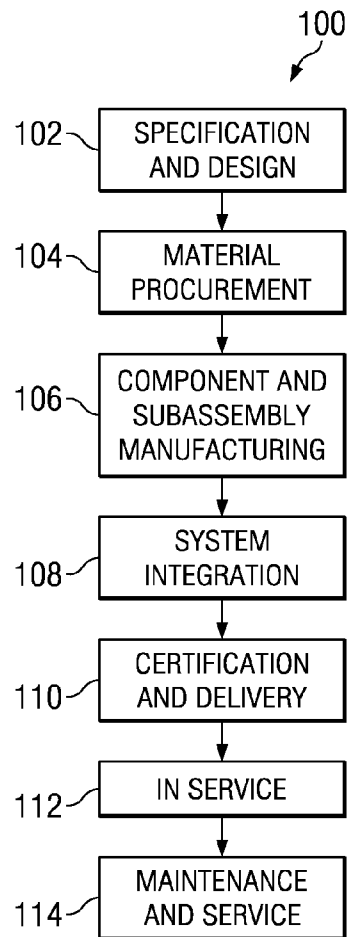 100
102
SPECIFICATION
AND DESIGN
104
MATERIAL
PROCUREMENT
106
COMPONENT AND
SUBASSEMBLY
MANUFACTURING
108
SYSTEM
INTEGRATION
110
CERTIFICATION
AND DELIVERY
112
IN SERVICE
114
MAINTENANCE
AND SERVICE